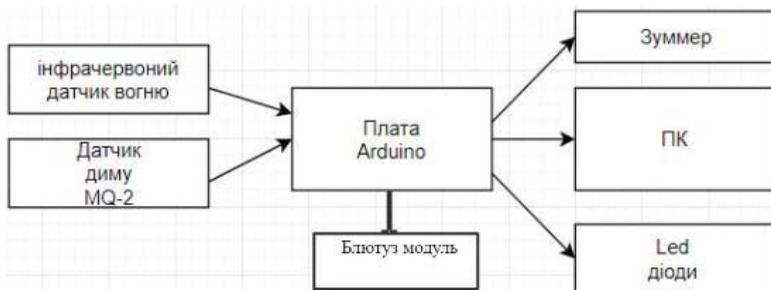 інфрачервоний
датчик вогню
Датчик
диму
MQ-2
Плата
Arduino
Блютуз модуль
Зуммер
ПК
Led
діоди